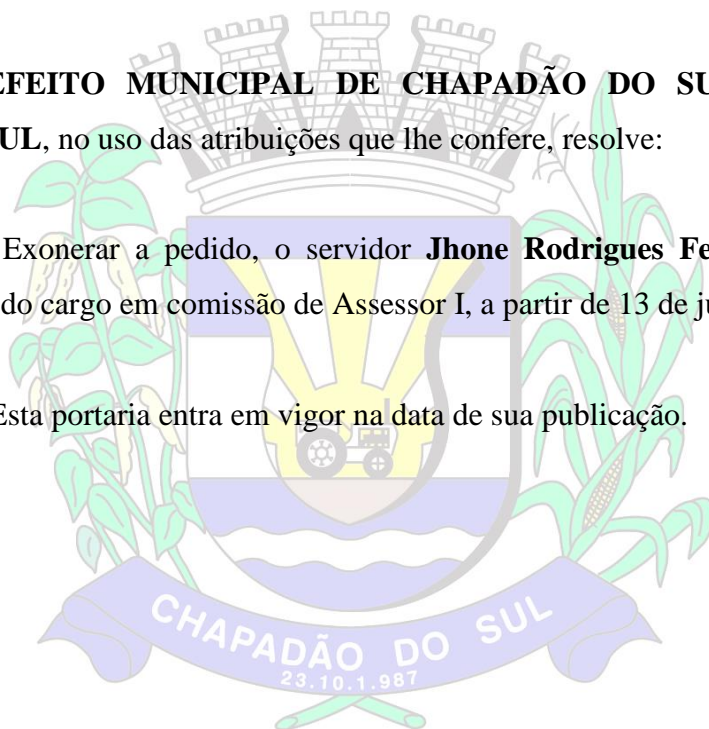 EFEITO MUNICIPAL DE CHAPADÃO DO SU
UL, no uso das atribuições que lhe confere, resolve:
Exonerar a pedido, o servidor Jhone Rodrigues Fe
do cargo em comissão de Assessor I, a partir de 13 de ju
Esta portaria entra em vigor na data de sua publicação.
CHAPADÃO DO SUL
23.10.1.987